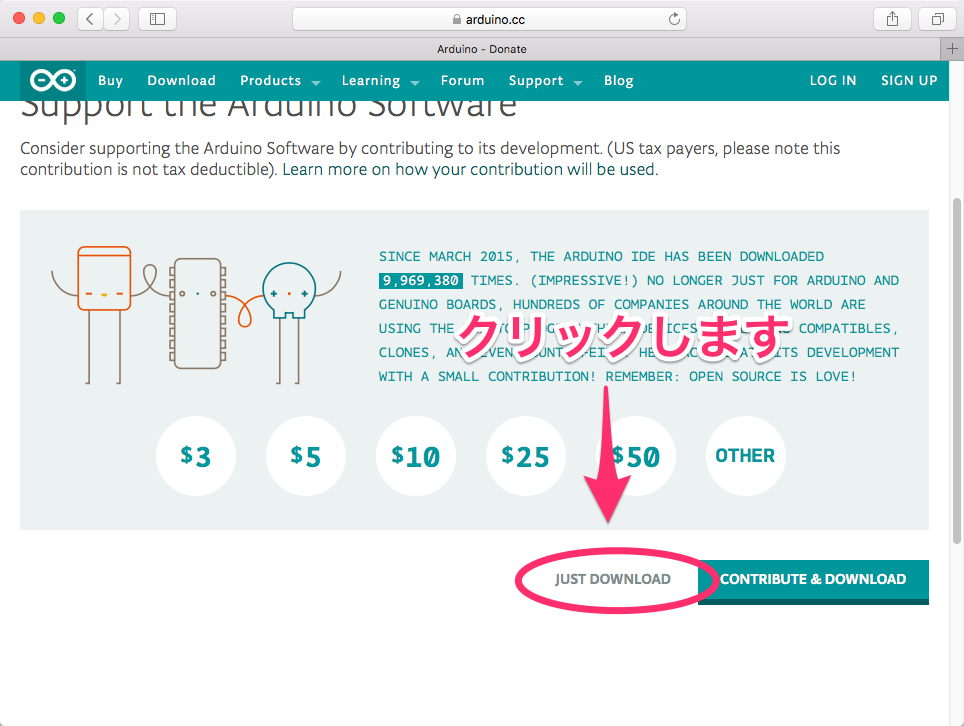 arduino.cc
Arduino - Donate
Buy Download Products Learning Forum Support Blog LOG IN SIGN UP
Support the Arduino Software
Consider supporting the Arduino Software by contributing to its development. (US tax payers, please note this
contribution is not tax deductible). Learn more on how your contribution will be used.
SINCE MARCH 2015, THE ARDUINO IDE HAS BEEN DOWNLOADED
9,969,380 TIMES. (IMPRESSIVE!) NO LONGER JUST FOR ARDUINO AND
GENUINO BOARDS, HUNDREDS OF COMPANIES AROUND THE WORLD ARE
USING THE COMPATIBLES,
クリックします
CLONES, ITS DEVELOPMENT
WITH A SMALL CONTRIBUTION! REMEMBER: OPEN SOURCE IS LOVE!
$3 $5 $10 $25 $50 OTHER
JUST DOWNLOAD CONTRIBUTE & DOWNLOAD